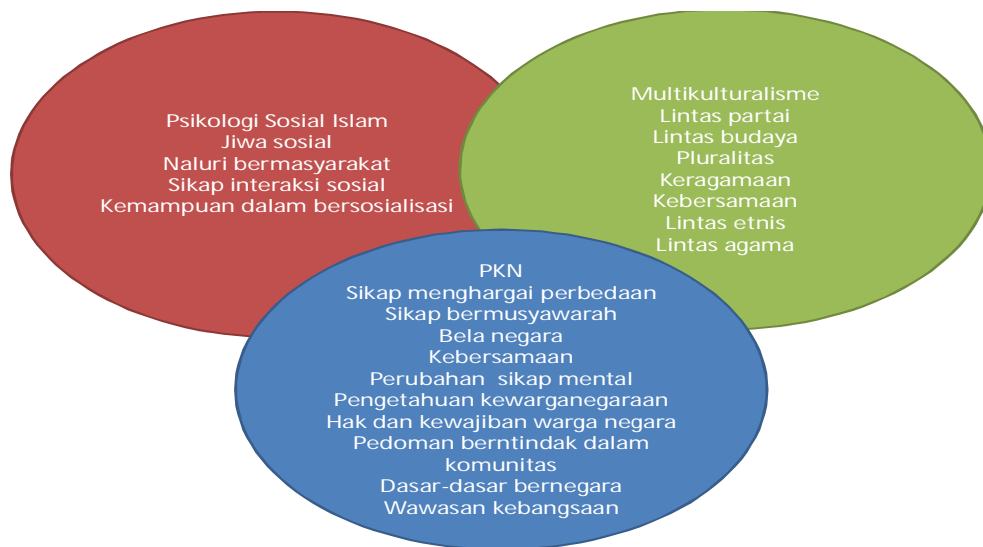 Psikologi Sosial Islam
Jiwa sosial
Naluri bermasyarakat
Sikap interaksi sosial
Kemampuan dalam bersosialisasi
Multikulturalisme
Lintas partai
Lintas budaya
Pluralitas
Keragamaan
Kebersamaan
Lintas etnis
Lintas agama
PKN
Sikap menghargai perbedaan
Sikap bermusyawarah
Bela negara
Kebersamaan
Perubahan sikap mental
Pengetahuan kewarganegaraan
Hak dan kewajiban warga negara
Pedoman berntindak dalam
komunitas
Dasar-dasar bernegara
Wawasan kebangsaan